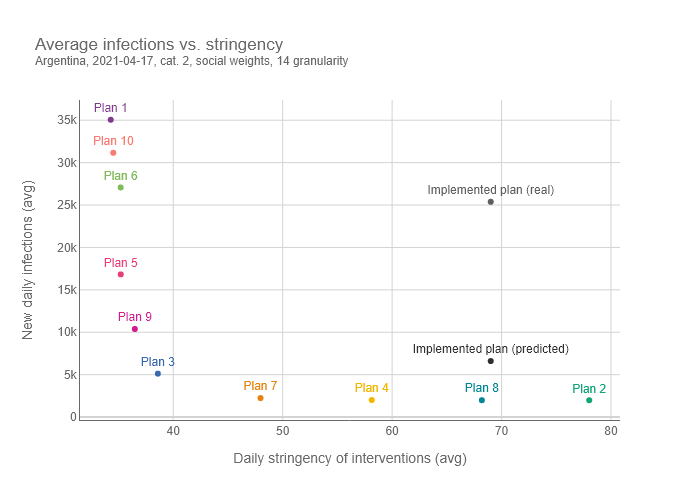 Average infections vs. stringency
Argentina, 2021-04-17, cat. 2, social weights, 14 granularity
Plan 1
35k
Plan 10
30k
Plan 6
Implemented plan (real)
25k
20k
Plan 5
15k
Plan 9
10k
Implemented plan (predicted)
Plan 3
5k
Plan 7
Plan 4
Plan 8
Plan 2
0
40
50
60
70
80
New daily infections (avg)
Daily stringency of interventions (avg)